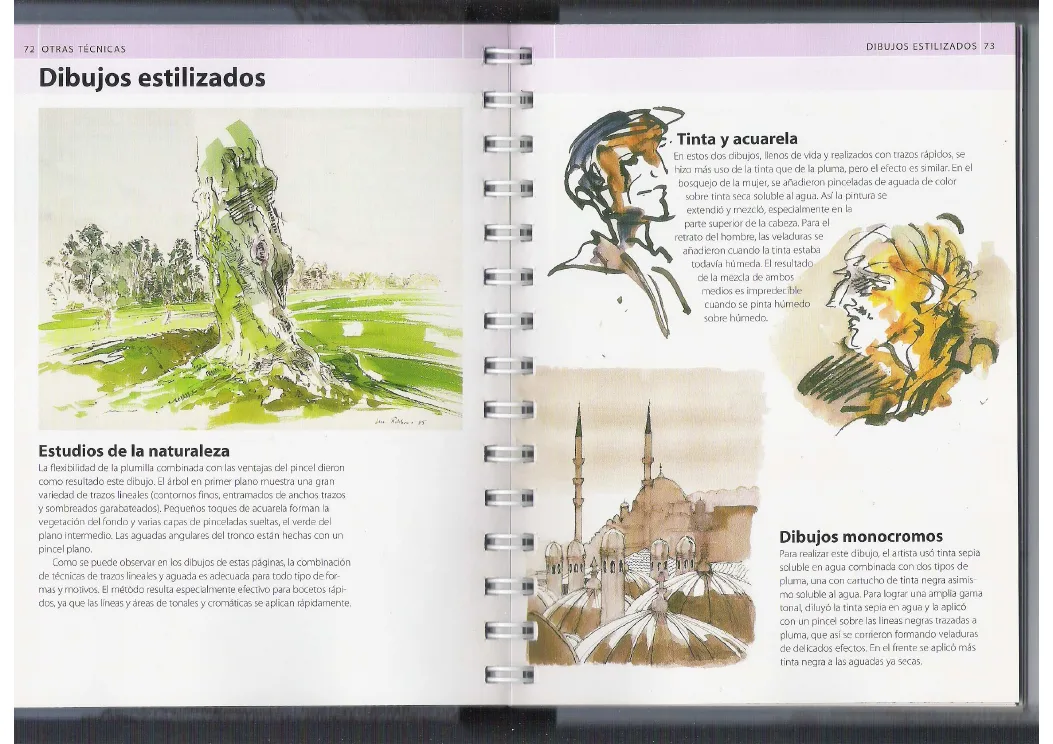 72 OTRAS TÉCNICAS
Dibujos estilizados
Estudios de la naturaleza
La flexibilidad de la plumilla combinada con las ventajas del pincel dieron
como resultado este dibujo. El árbol en primer plano muestra una gran
variedad de trazos lineales (contornos finos, entramados de anchos trazos
y sombreados garabateados). Pequeños toques de acuarela forman la
vegetación del fondo y varias capas de pinceladas sueltas, el verde del
plano intermedio. Las aguadas angulares del tronco están hechas con un
pincel plano.
Como se puede observar en los dibujos de estas páginas, la combinación
de técnicas de trazos lineales y aguada es adecuada para todo tipo de for-
mas y motivos. El método resulta especialmente efectivo para bocetos rápi-
dos, ya que las líneas y áreas de tonales y cromáticas se aplican rápidamente.
DIBUJOS ESTILIZADOS 73
Tinta y acuarela
En estos dos dibujos, llenos de vida y realizados con trazos rápidos, se
hizo más uso de la tinta que de la pluma, pero el efecto es similar. En el
bosquejo de la mujer, se añadieron pinceladas de aguada de color
sobre tinta seca soluble al agua. Así la pintura se
extendió y mezcló, especialmente en la
parte superior de la cabeza. Para el
retrato del hombre, las veladuras se
añadieron cuando la tinta estaba
todavía húmeda. El resultado
de la mezcla de ambos
medios es impredecible
cuando se pinta húmedo
sobre húmedo.
Dibujos monocromos
Para realizar este dibujo, el artista usó tinta sepia
soluble en agua combinada con dos tipos de
pluma, una con cartucho de tinta negra asimis-
mo soluble al agua. Para lograr una amplia gama
tonal, diluyó la tinta sepia en agua y la aplicó
con un pincel sobre las líneas negras trazadas a
pluma, que así se corrieron formando veladuras
de delicados efectos. En el frente se aplicó más
tinta negra a las aguadas ya secas.